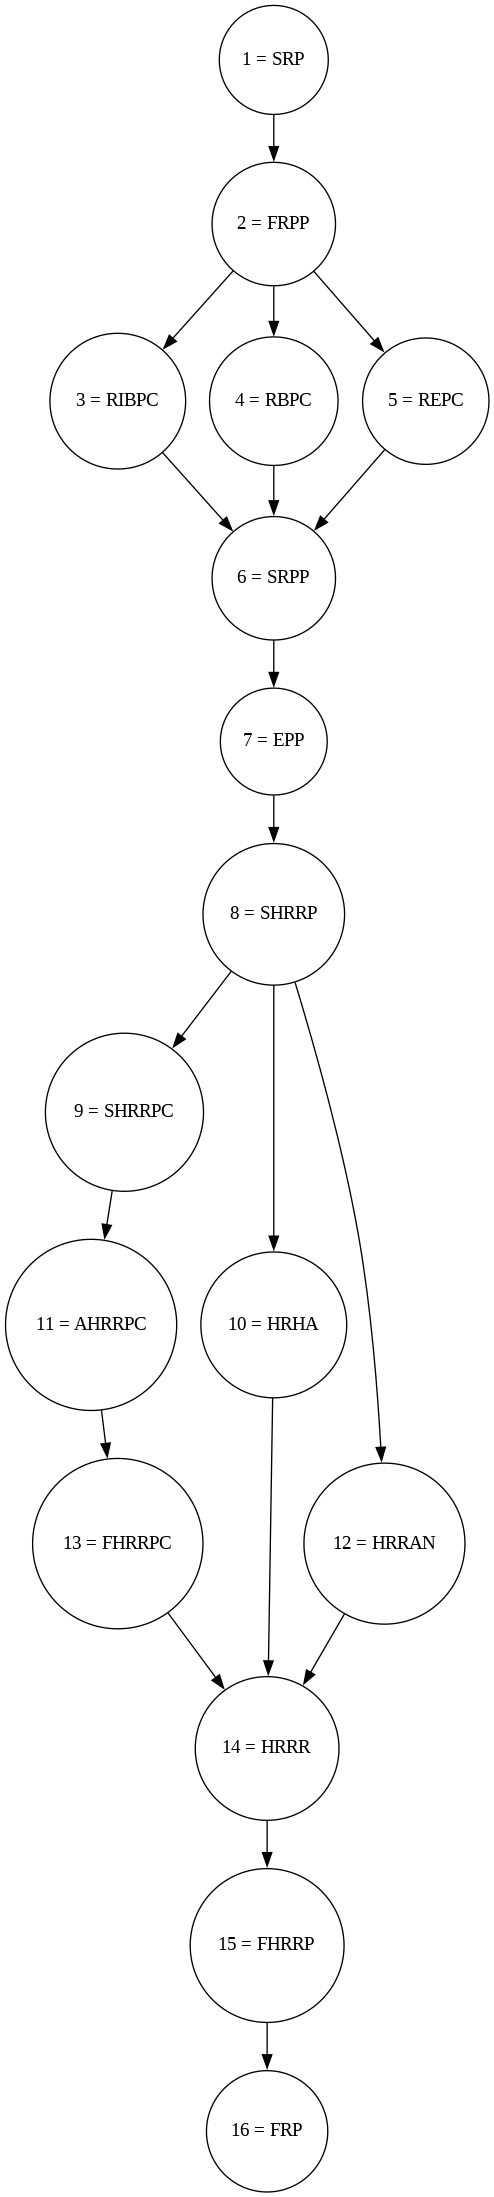 1 = SRP
2 = FRPP
3 = RIBPC
4 = RBPC
5 = REPC
6 = SRPP
7 = EPP
8 = SHRRP
9 = SHRRPC
11 = AHRRPC
10 = HRHA
13 = FHRRPC
12 = HRRAN
14 = HRRR
15 = FHRRP
16 = FRP